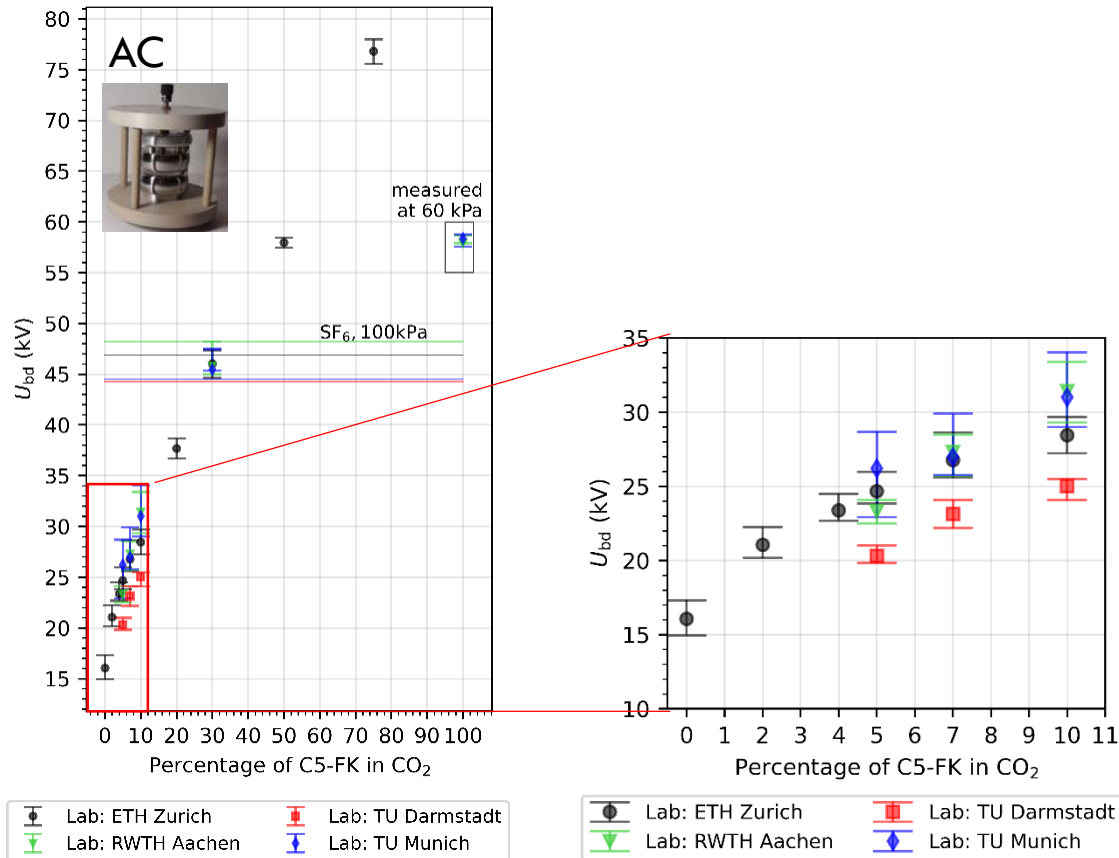 AC
80
75
70
65
60
55
50
45
40
35
30
25
20
15
U_bd (kV)
measured
at 60 kPa
SF₆, 100kPa
0 10 20 30 40 50 60 70 80 90 100
Percentage of C5-FK in CO₂
Lab: ETH Zurich
Lab: TU Darmstadt
Lab: RWTH Aachen
Lab: TU Munich
35
30
25
20
15
10
U_bd (kV)
0 1 2 3 4 5 6 7 8 9 10 11
Percentage of C5-FK in CO₂
Lab: ETH Zurich
Lab: TU Darmstadt
Lab: RWTH Aachen
Lab: TU Munich